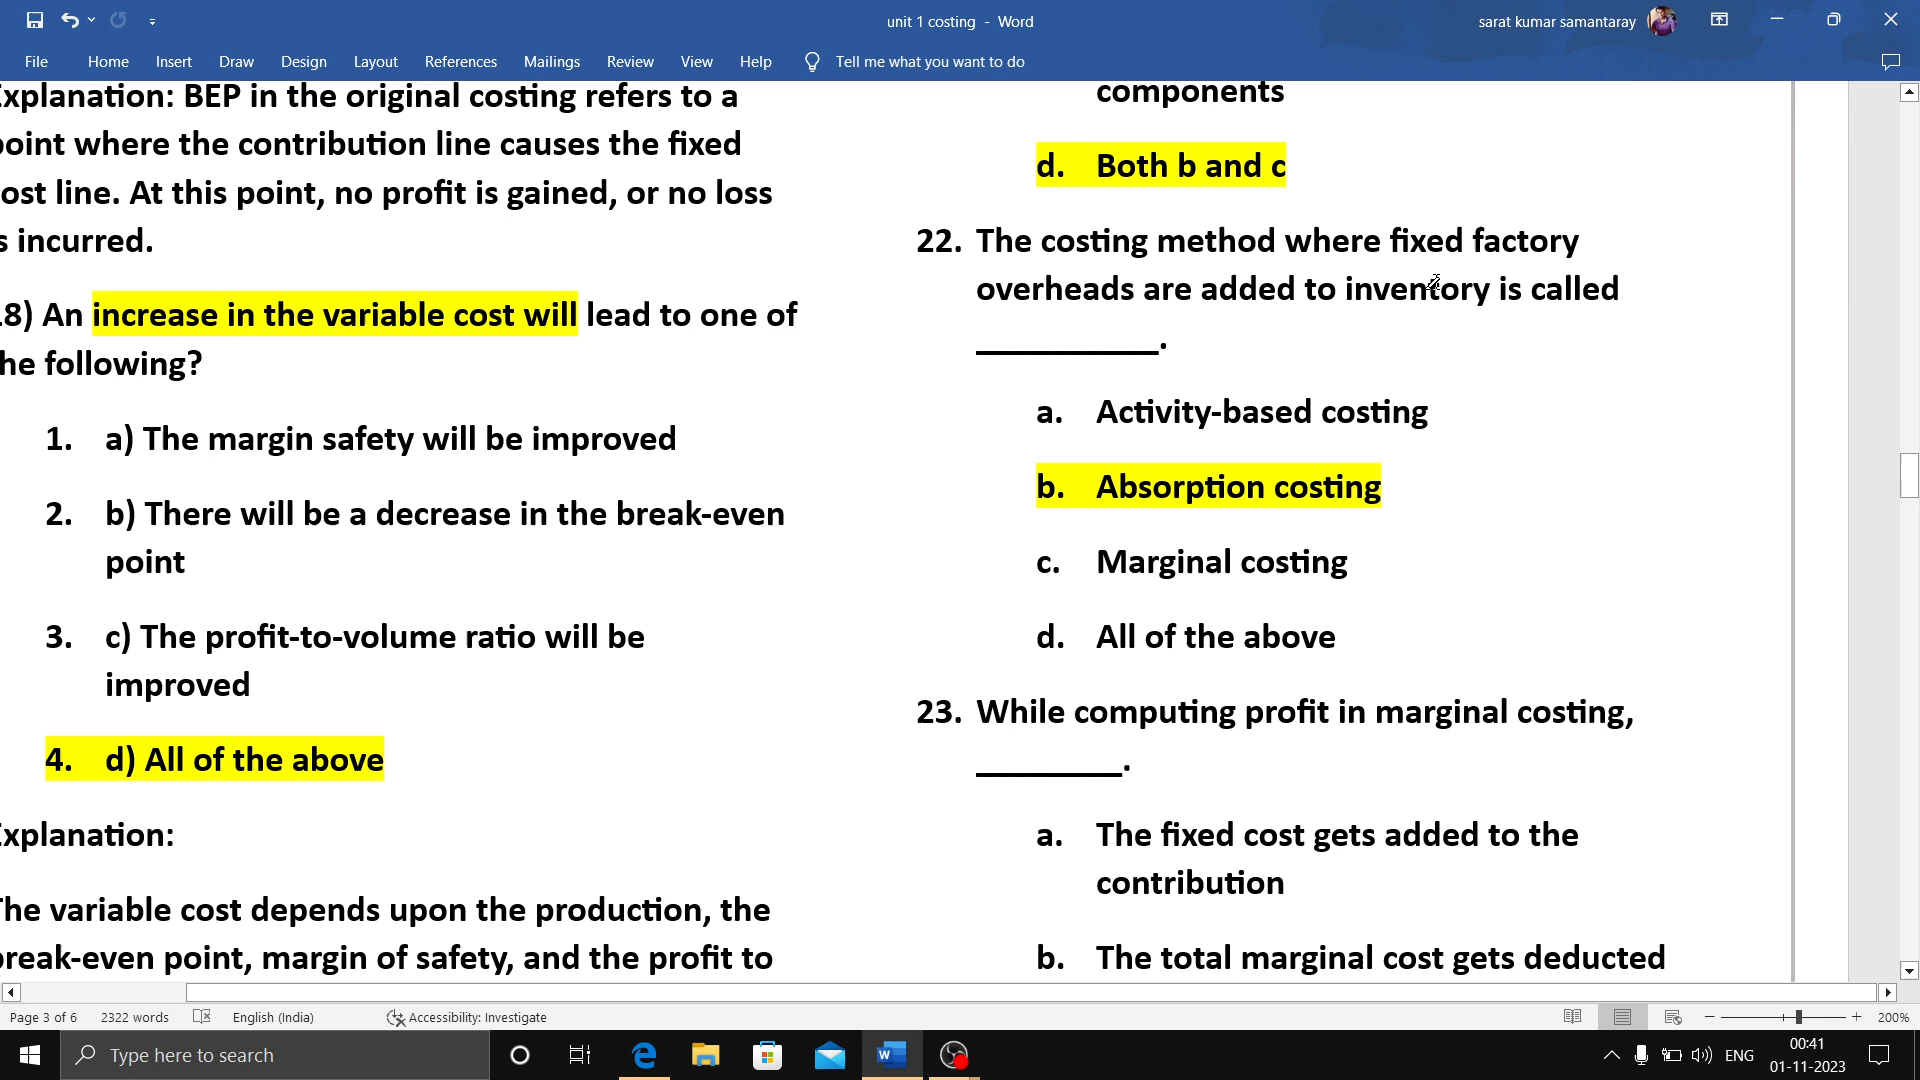 unit 1 costing - Word
sarat kumar samantaray
File Home Insert Draw Design Layout References Mailings Review View Help Tell me what you want to do
xplanation: BEP in the original costing refers to a
point where the contribution line causes the fixed
ost line. At this point, no profit is gained, or no loss
s incurred.
18) An increase in the variable cost will lead to one of
he following?
1. a) The margin safety will be improved
2. b) There will be a decrease in the break-even
point
3. c) The profit-to-volume ratio will be
improved
4. d) All of the above
xplanation:
The variable cost depends upon the production, the
break-even point, margin of safety, and the profit to
components
d. Both b and c
22. The costing method where fixed factory
overheads are added to inventory is called
___________.
a. Activity-based costing
b. Absorption costing
c. Marginal costing
d. All of the above
23. While computing profit in marginal costing,
_________.
a. The fixed cost gets added to the
contribution
b. The total marginal cost gets deducted
Page 3 of 6 2322 words English (India) Accessibility: Investigate 200%
Type here to search
ENG
00:41
01-11-2023